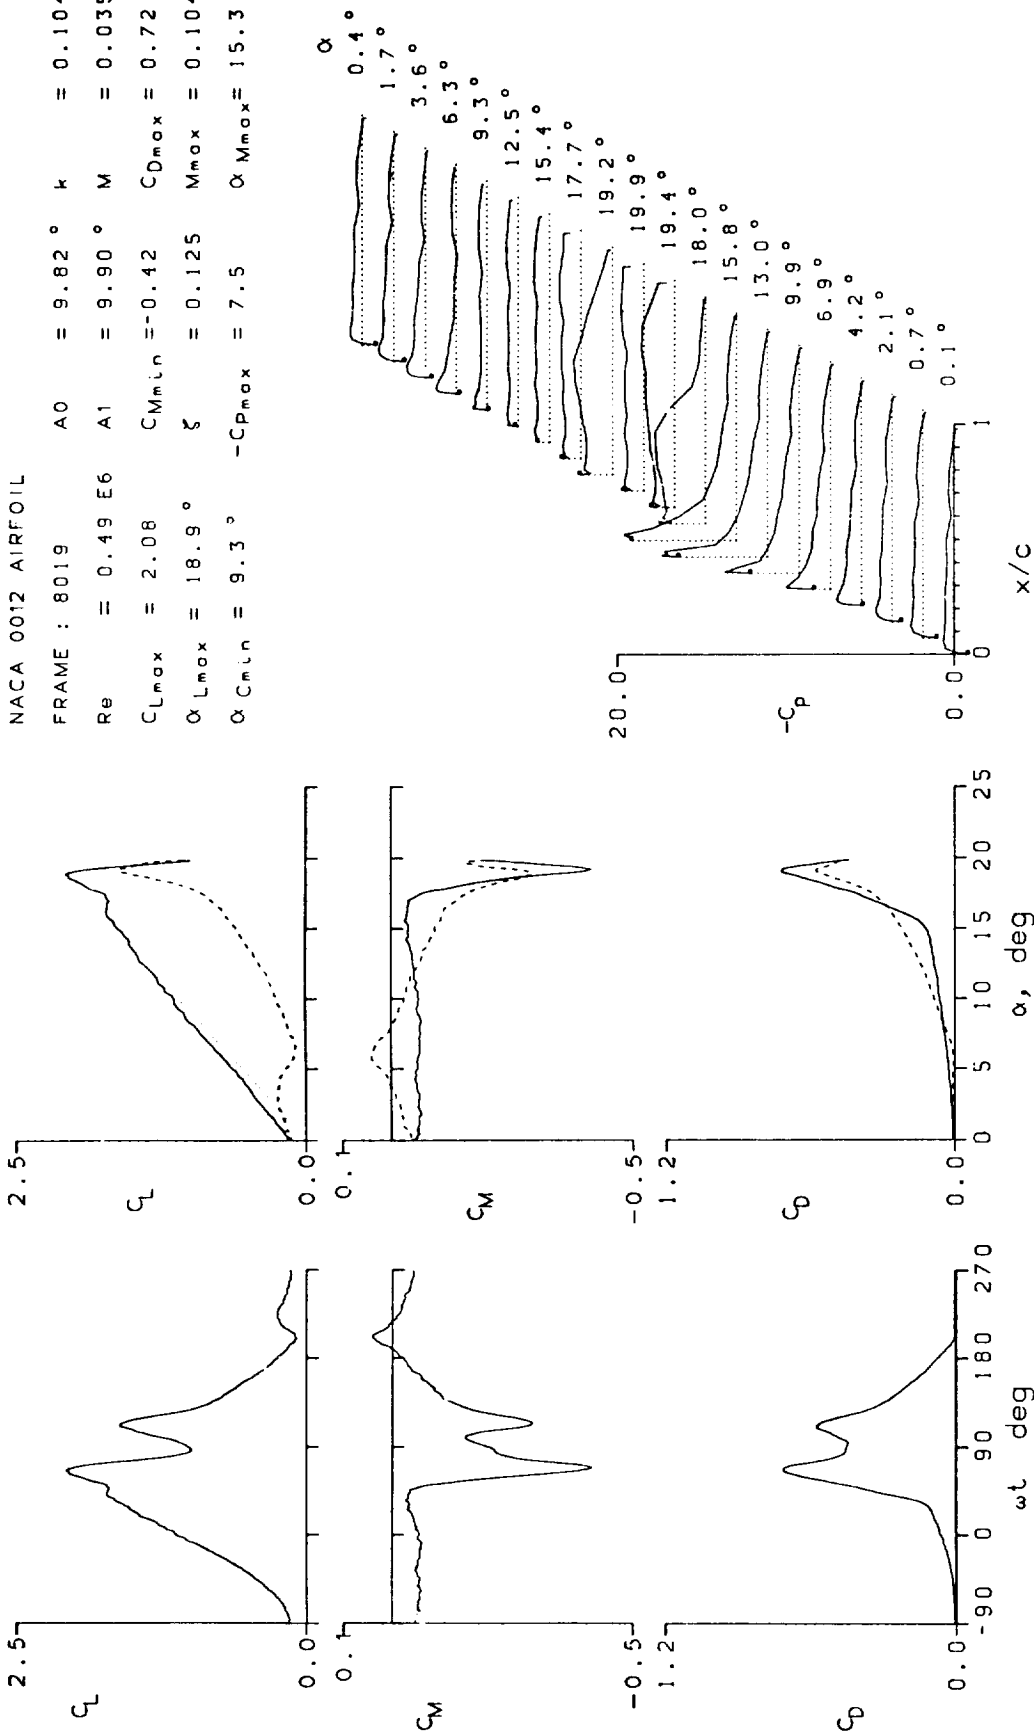 NACA 0012 AIRFOIL
FRAME : 8019 A0 = 9.82° k = 0.104
Re = 0.49 E6 A1 = 9.90° M
CLmax = 2.08 CMmin =-0.42 CDmax = 0.72
αLmax = 18.9° ζ = 0.125 Mmax = 0.104
αCmin = 9.3° -CPmax = 7.5 αMmax= 15.3
2.5
CL
0.0
0.1
CM
-0.5
1.2
CD
0.0
-90 0 90 180 270
ωt deg
2.5
CL
0.0
0.1
CM
-0.5
1.2
CD
0.0
0 5 10 15 20 25
α, deg
20.0
-CP
0.0
0 1
x/c
α
0.4°
1.7°
3.6°
6.3°
9.3°
12.5°
15.4°
17.7°
19.2°
19.9°
19.4°
18.0°
15.8°
13.0°
9.9°
6.9°
4.2°
2.1°
0.7°
0.1°